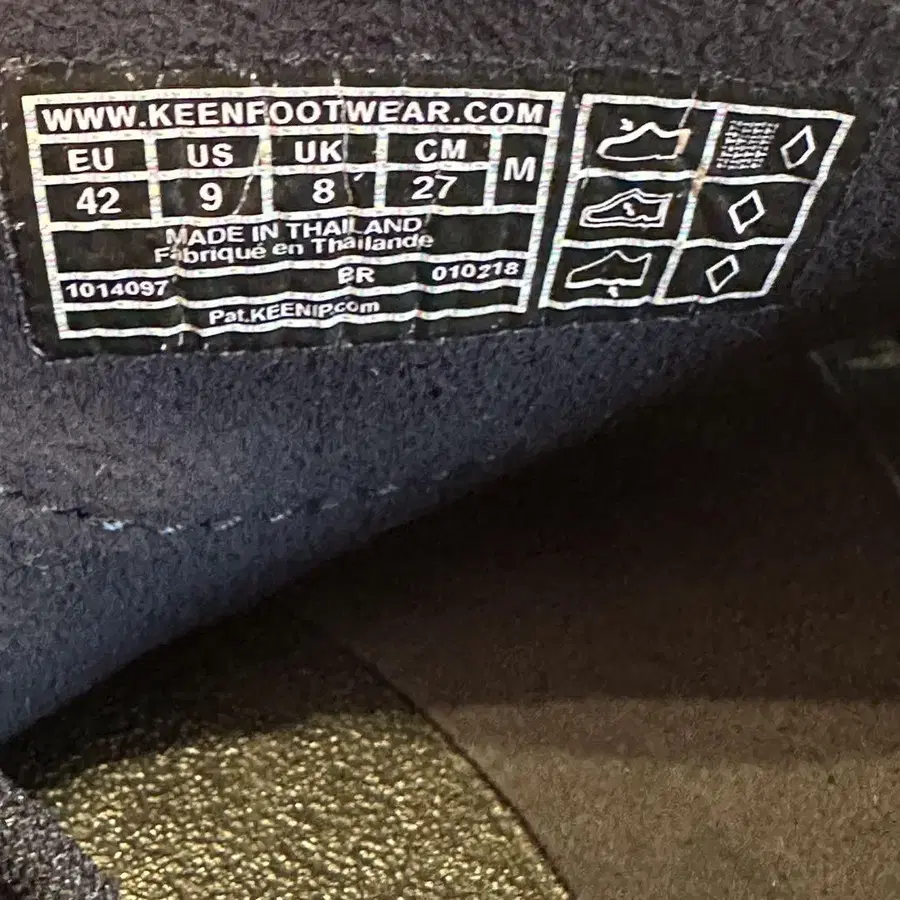 WWW.KEENFOOTWEAR.COM
EU US UK CM M
42 9 8 27
MADE IN THAILAND
Fabriqué en Thaïlande
1014097 BR 010218
Pat.KEENIP.com